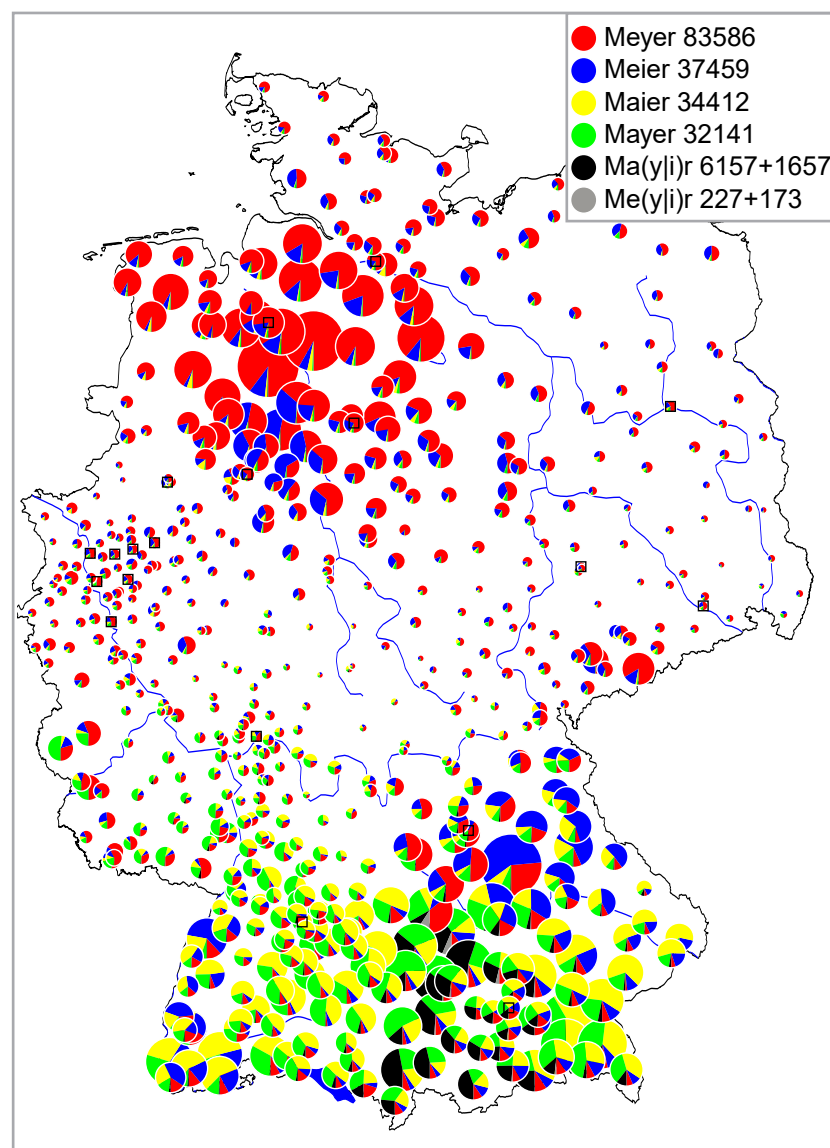 Meyer 83586
Meier 37459
Maier 34412
Mayer 32141
Ma(y|i)r 6157+1657
Me(y|i)r 227+173